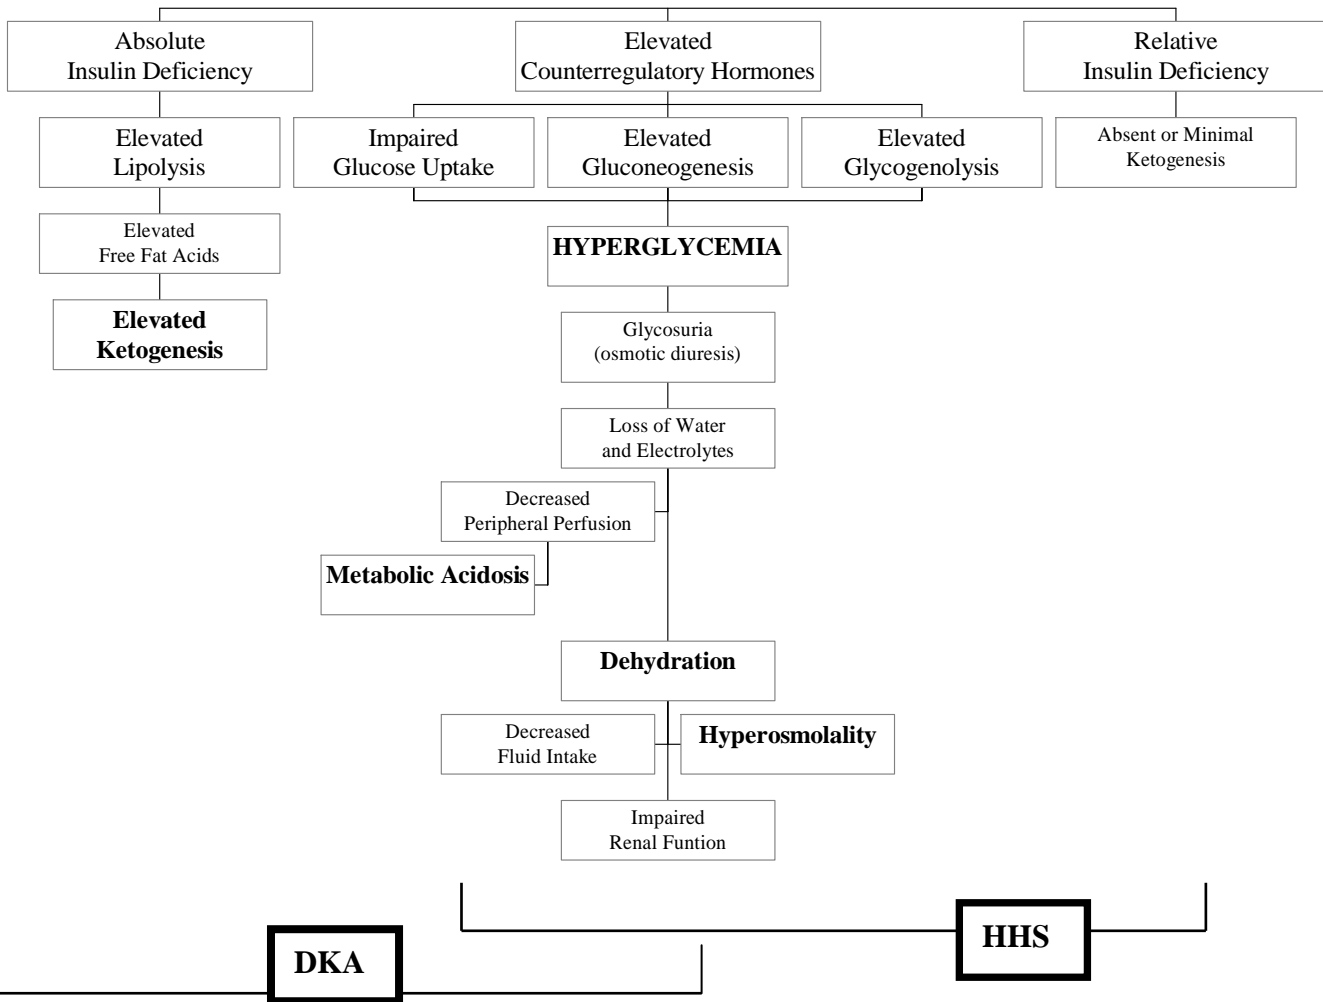 Absolute
Insulin Deficiency
Elevated
Counterregulatory Hormones
Relative
Insulin Deficiency
Elevated
Lipolysis
Impaired
Glucose Uptake
Elevated
Gluconeogenesis
Elevated
Glycogenolysis
Absent or Minimal
Ketogenesis
Elevated
Free Fat Acids
HYPERGLYCEMIA
Elevated
Ketogenesis
Glycosuria
(osmotic diuresis)
Loss of Water
and Electrolytes
Decreased
Peripheral Perfusion
Metabolic Acidosis
Dehydration
Decreased
Fluid Intake
Hyperosmolality
Impaired
Renal Funtion
HHS
DKA